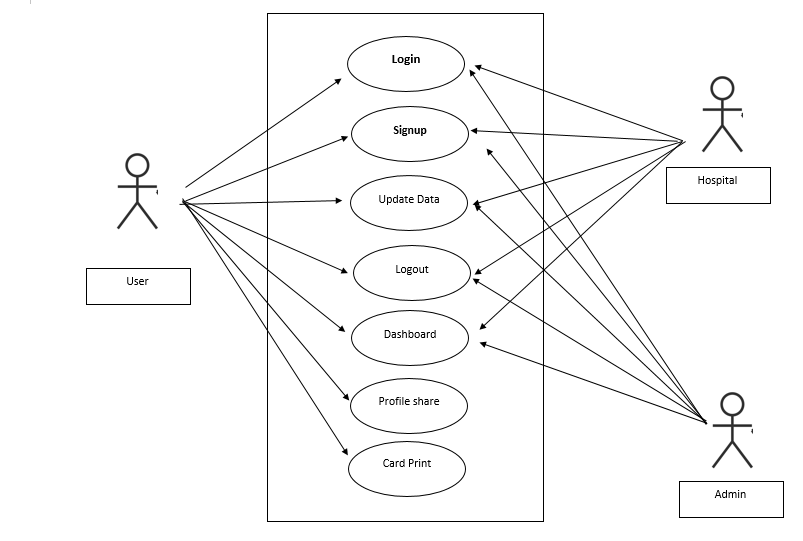 Login
Signup
Update Data
Logout
Dashboard
Profile share
Card Print
User
Hospital
Admin